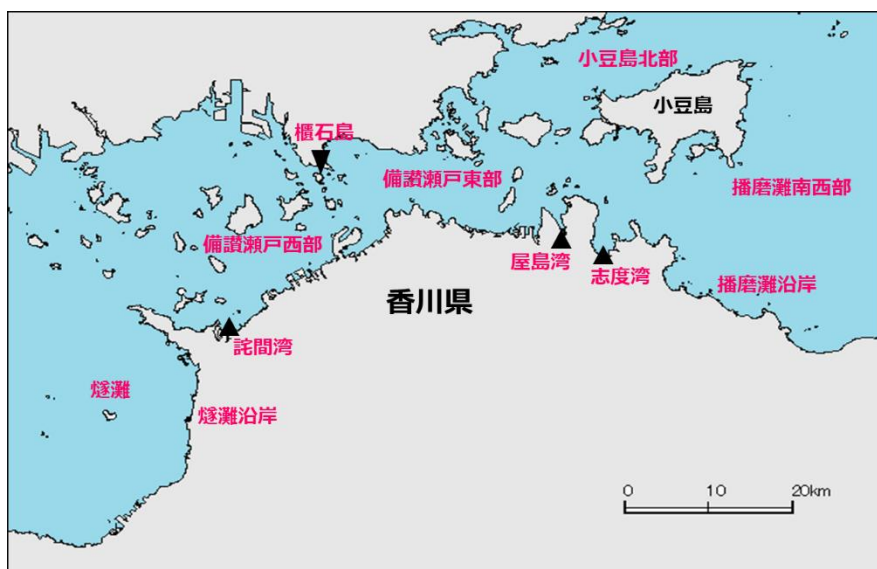 小豆島北部
小豆島
櫃石島
備讃瀬戸東部
播磨灘南西部
備讃瀬戸西部
屋島湾
志度湾
播磨灘沿岸
香川県
詫間湾
燧灘
燧灘沿岸
0 10 20km